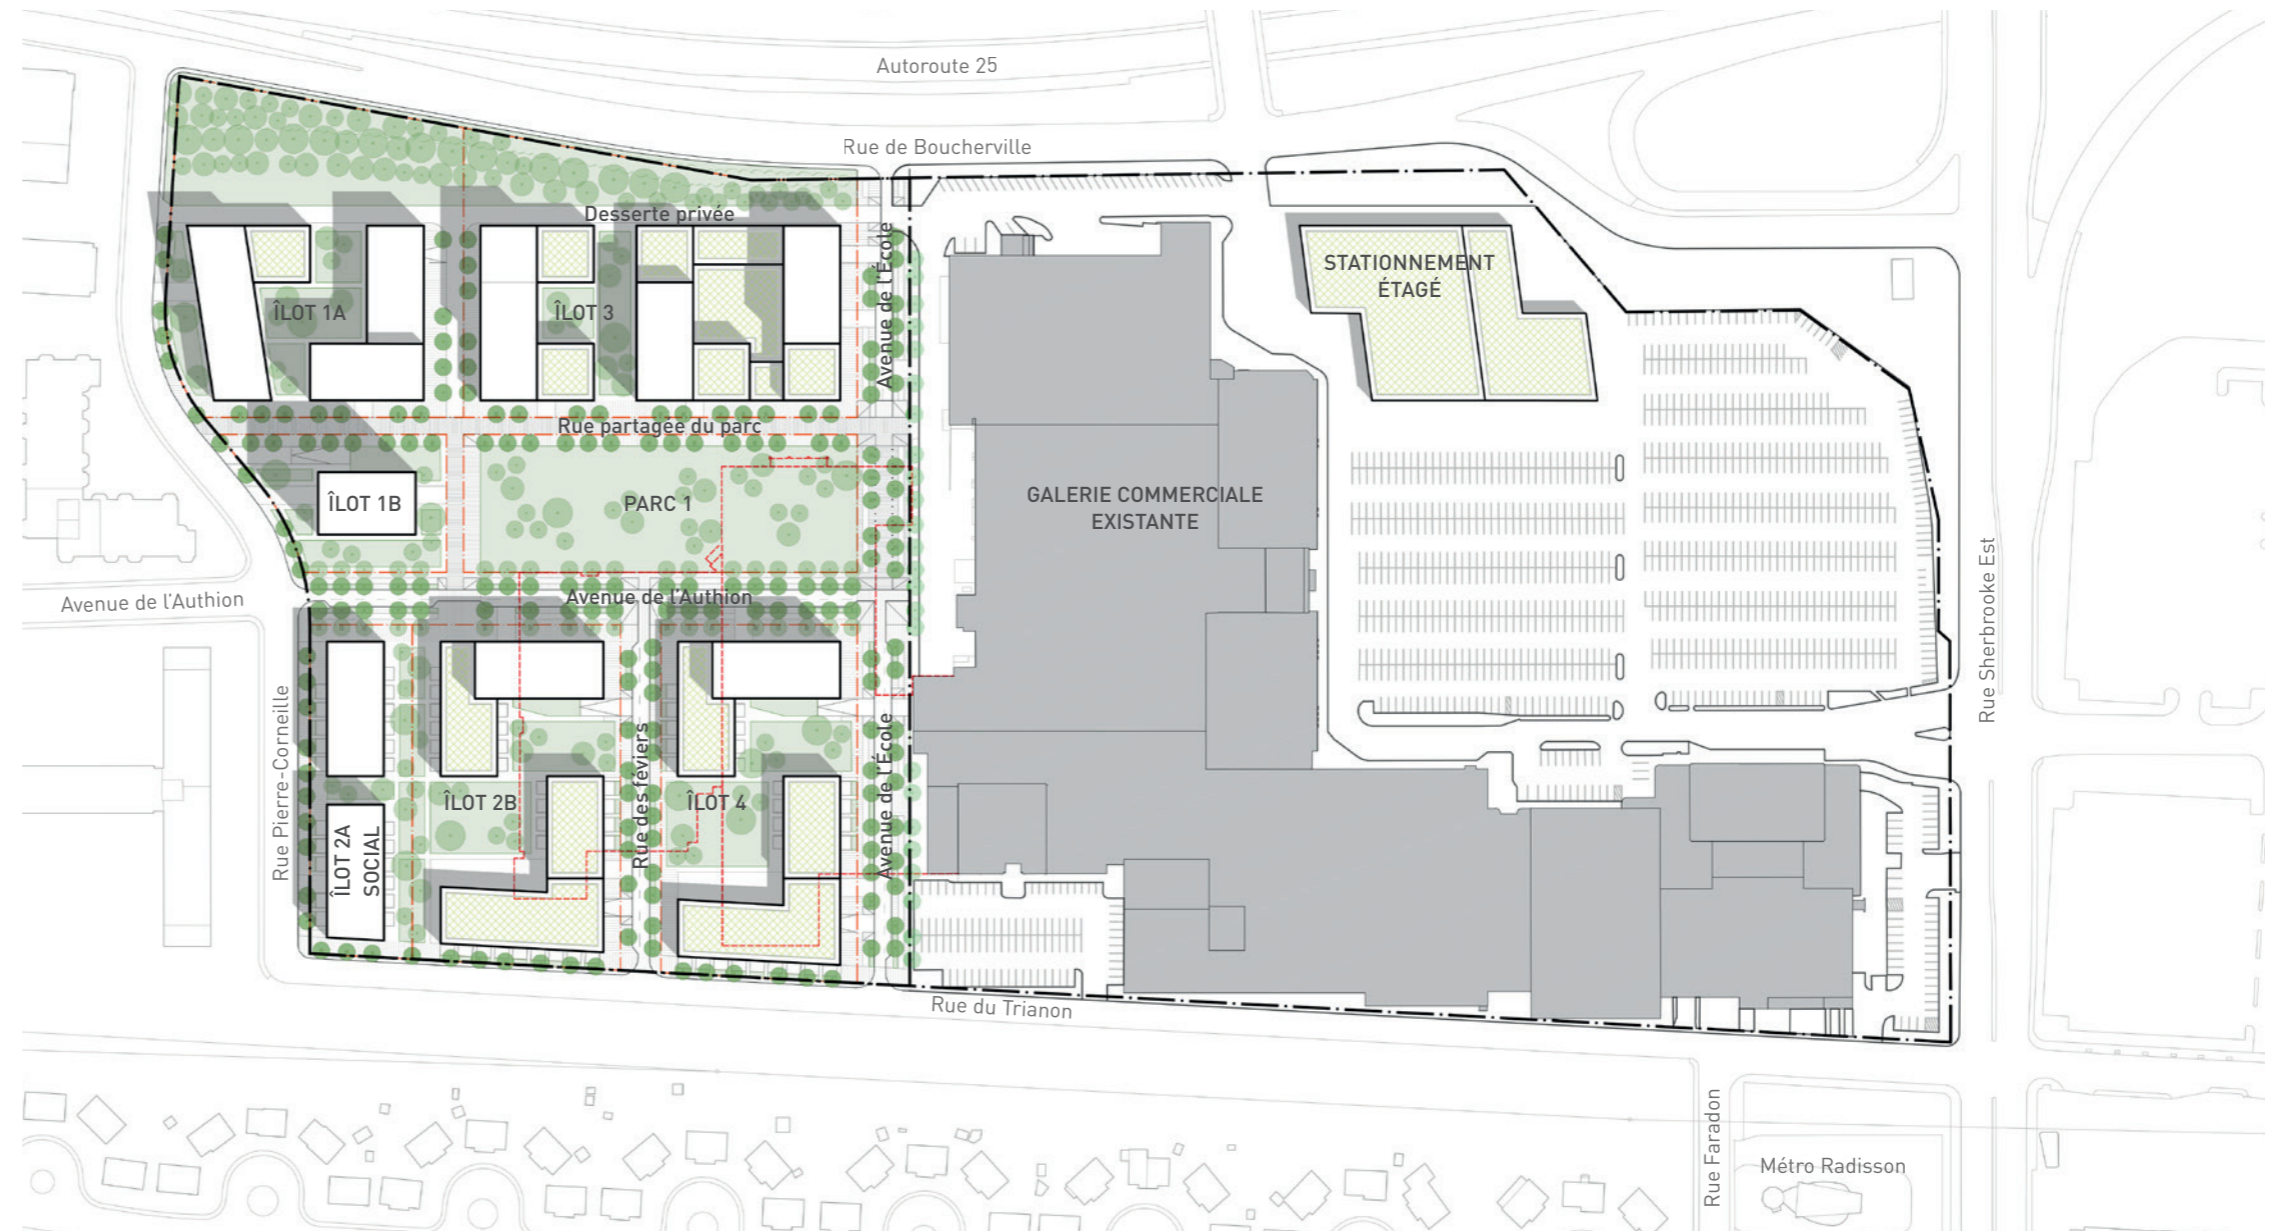 Autoroute 25
Rue de Boucherville
Desserte privée
Avenue de l'École
STATIONNEMENT
ÉTAGÉ
ÎLOT 1A
ÎLOT 3
Rue partagée du parc
ÎLOT 1B
PARC 1
GALERIE COMMERCIALE
EXISTANTE
Avenue de l'Authion
Avenue de l'Authion
Rue Sherbrooke Est
Rue Pierre-Corneille
ÎLOT 2A
SOCIAL
ÎLOT 2B
Rue des féviers
ÎLOT 4
Avenue de l'École
Rue du Trianon
Rue Faradon
Métro Radisson